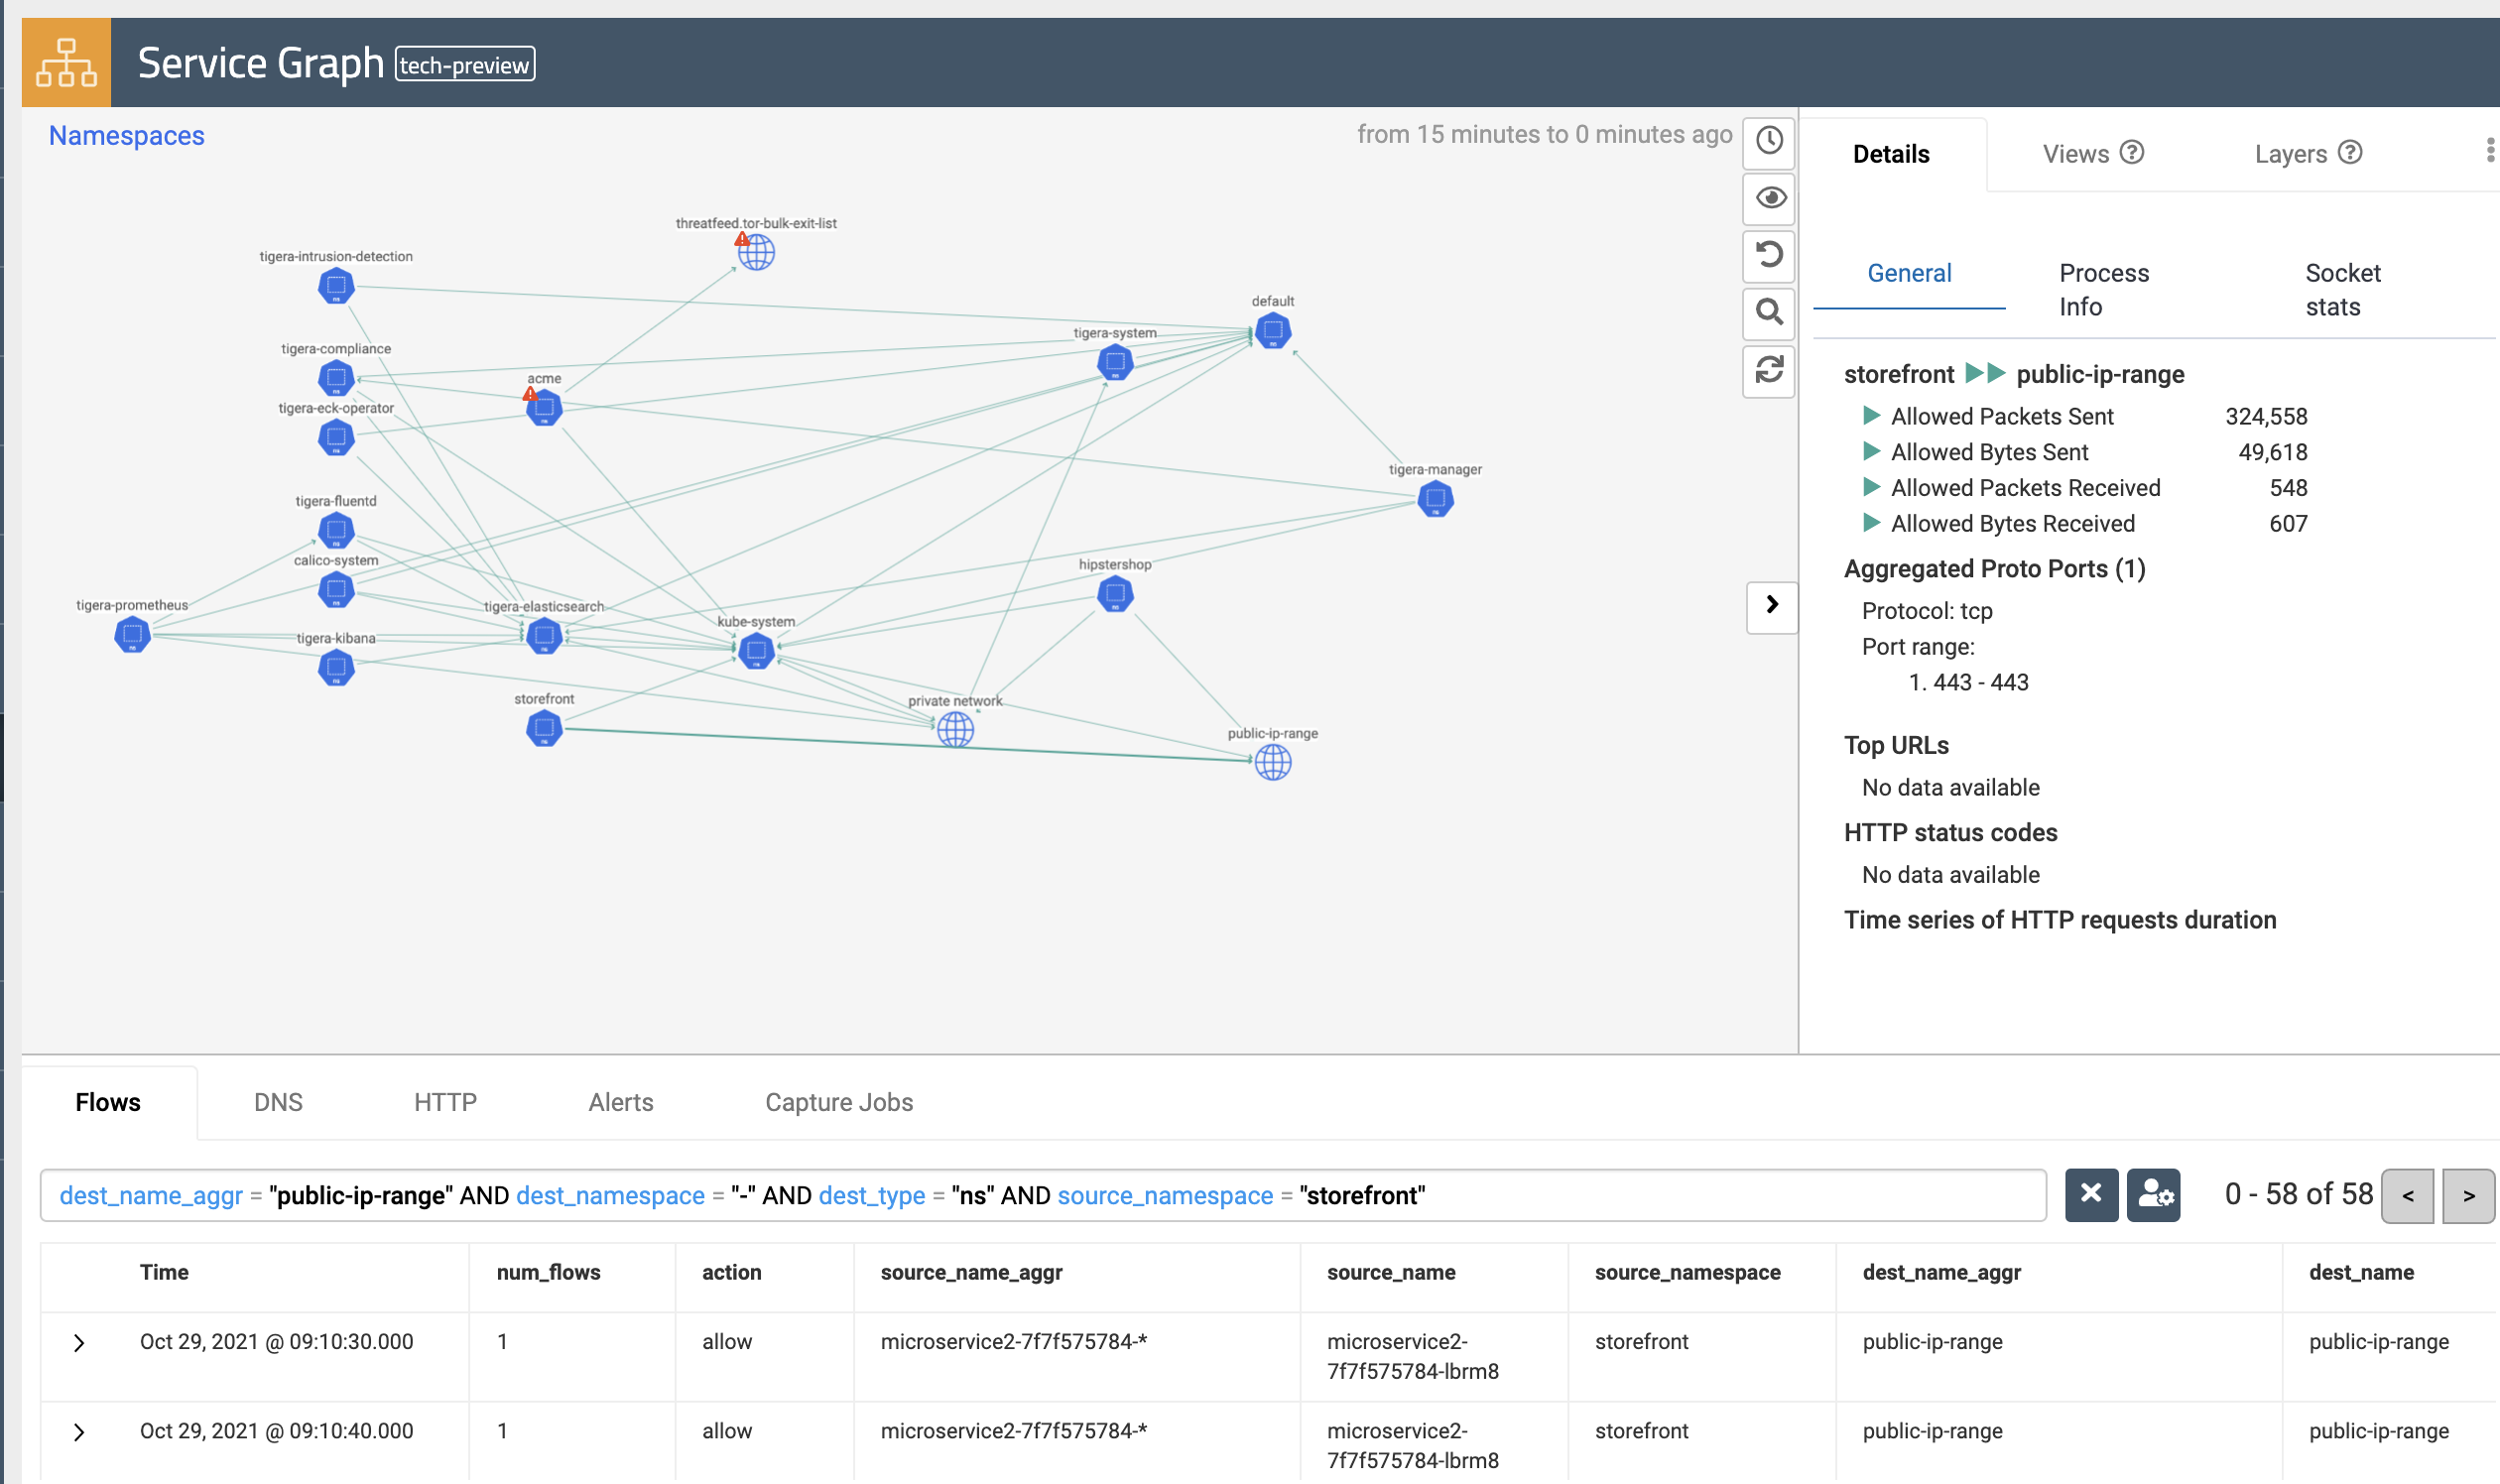 Service Graph tech-preview
Namespaces
from 15 minutes to 0 minutes ago
threatfeed.tor-bulk-exit-list
tigera-intrusion-detection
default
tigera-system
tigera-compliance
acme
tigera-eck-operator
tigera-manager
tigera-fluentd
calico-system
hipstershop
tigera-prometheus
tigera-elasticsearch
kube-system
tigera-kibana
storefront
private network
public-ip-range
Details
Views
Layers
General
Process Info
Socket stats
storefront public-ip-range
Allowed Packets Sent 324,558
Allowed Bytes Sent 49,618
Allowed Packets Received 548
Allowed Bytes Received 607
Aggregated Proto Ports (1)
Protocol: tcp
Port range:
1. 443 - 443
Top URLs
No data available
HTTP status codes
No data available
Time series of HTTP requests duration
Flows DNS HTTP Alerts Capture Jobs
dest_name_aggr = "public-ip-range" AND dest_namespace = "-" AND dest_type = "ns" AND source_namespace = "storefront"
0 - 58 of 58 < >
Time num_flows action source_name_aggr source_name source_namespace dest_name_aggr dest_name
Oct 29, 2021 @ 09:10:30.000 1 allow microservice2-7f7f575784-* microservice2-7f7f575784-lbrm8 storefront public-ip-range public-ip-range
Oct 29, 2021 @ 09:10:40.000 1 allow microservice2-7f7f575784-* microservice2-7f7f575784-lbrm8 storefront public-ip-range public-ip-range